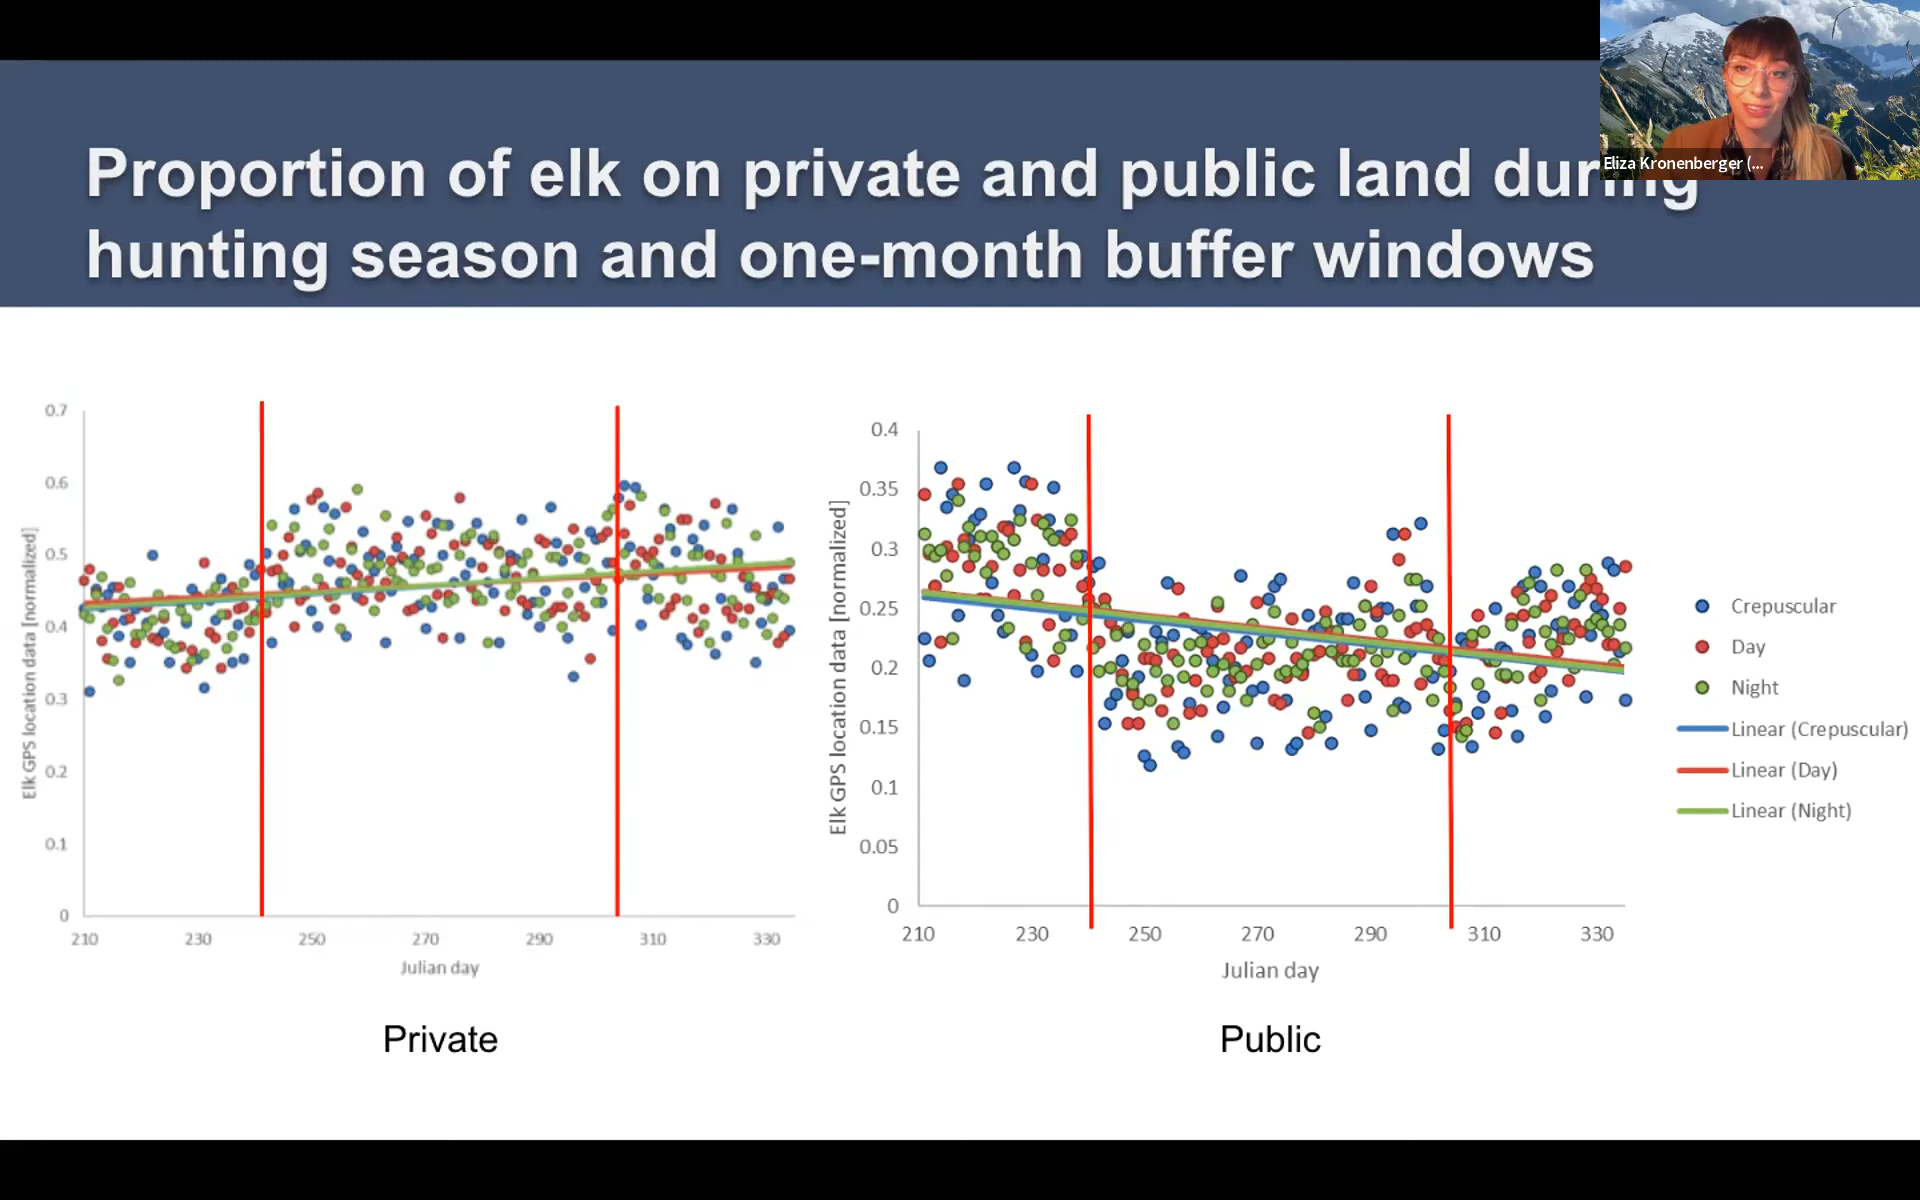 Eliza Kronenberger (...
Proportion of elk on private and public land during
hunting season and one-month buffer windows
Elk GPS location data [normalized]
0.7
0.6
0.5
0.4
0.3
0.2
0.1
0
210 230 250 270 290 310 330
Julian day
Private
Elk GPS location data [normalized]
0.4
0.35
0.3
0.25
0.2
0.15
0.1
0.05
0
210 230 250 270 290 310 330
Julian day
Public
Crepuscular
Day
Night
Linear (Crepuscular)
Linear (Day)
Linear (Night)